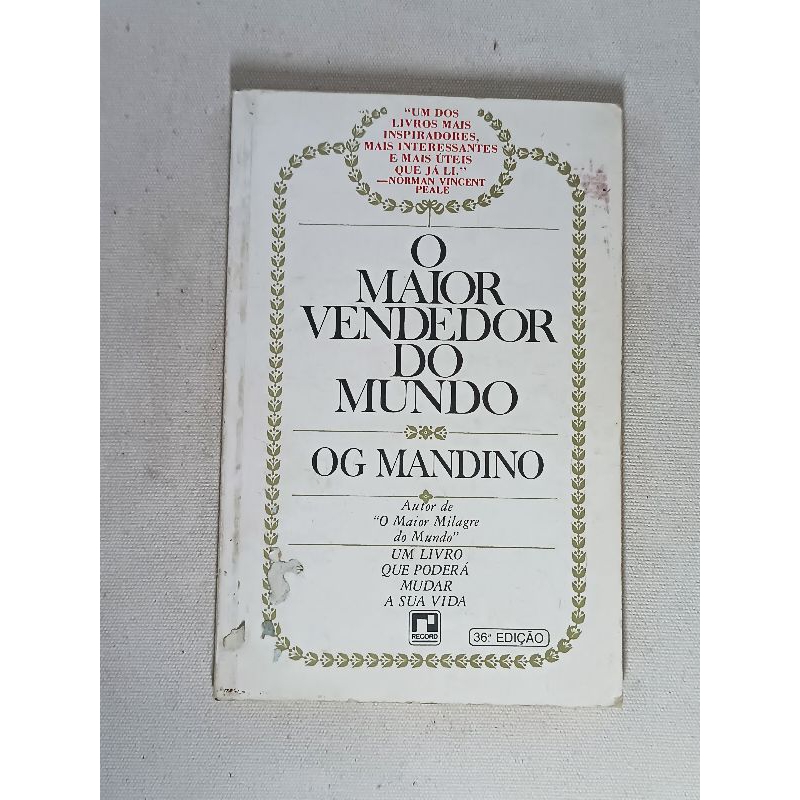 "UM DOS
LIVROS MAIS
INSPIRADORES,
MAIS INTERESSANTES
E MAIS ÚTEIS
QUE JÁ LI."
—NORMAN VINCENT
PEALE
O
MAIOR
VENDEDOR
DO
MUNDO
OG MANDINO
Autor de
"O Maior Milagre
do Mundo"
UM LIVRO
QUE PODERÁ
MUDAR
A SUA VIDA
RECORD
36ª EDIÇÃO